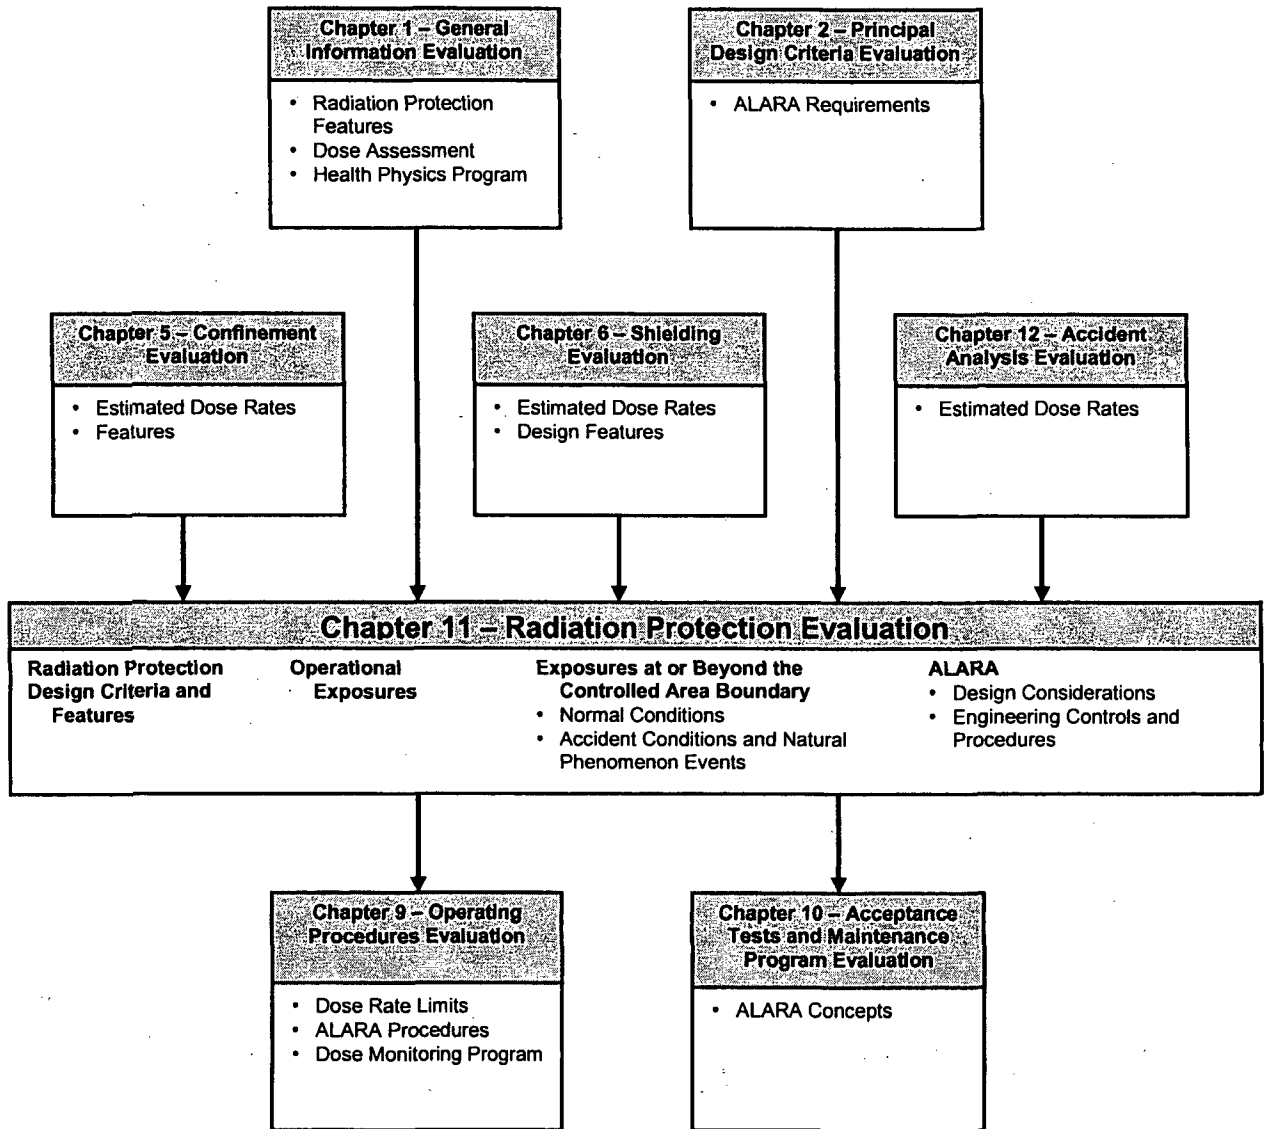 Chapter 1 – General
Information Evaluation
• Radiation Protection
Features
• Dose Assessment
• Health Physics Program
Chapter 2 – Principal
Design Criteria Evaluation
• ALARA Requirements
Chapter 5 – Confinement
Evaluation
• Estimated Dose Rates
• Features
Chapter 6 – Shielding
Evaluation
• Estimated Dose Rates
• Design Features
Chapter 12 – Accident
Analysis Evaluation
• Estimated Dose Rates
Chapter 11 – Radiation Protection Evaluation
Radiation Protection
Design Criteria and
Features
Operational
Exposures
Exposures at or Beyond the
Controlled Area Boundary
• Normal Conditions
• Accident Conditions and Natural
Phenomenon Events
ALARA
• Design Considerations
• Engineering Controls and
Procedures
Chapter 9 – Operating
Procedures Evaluation
• Dose Rate Limits
• ALARA Procedures
• Dose Monitoring Program
Chapter 10 – Acceptance
Tests and Maintenance
Program Evaluation
• ALARA Concepts